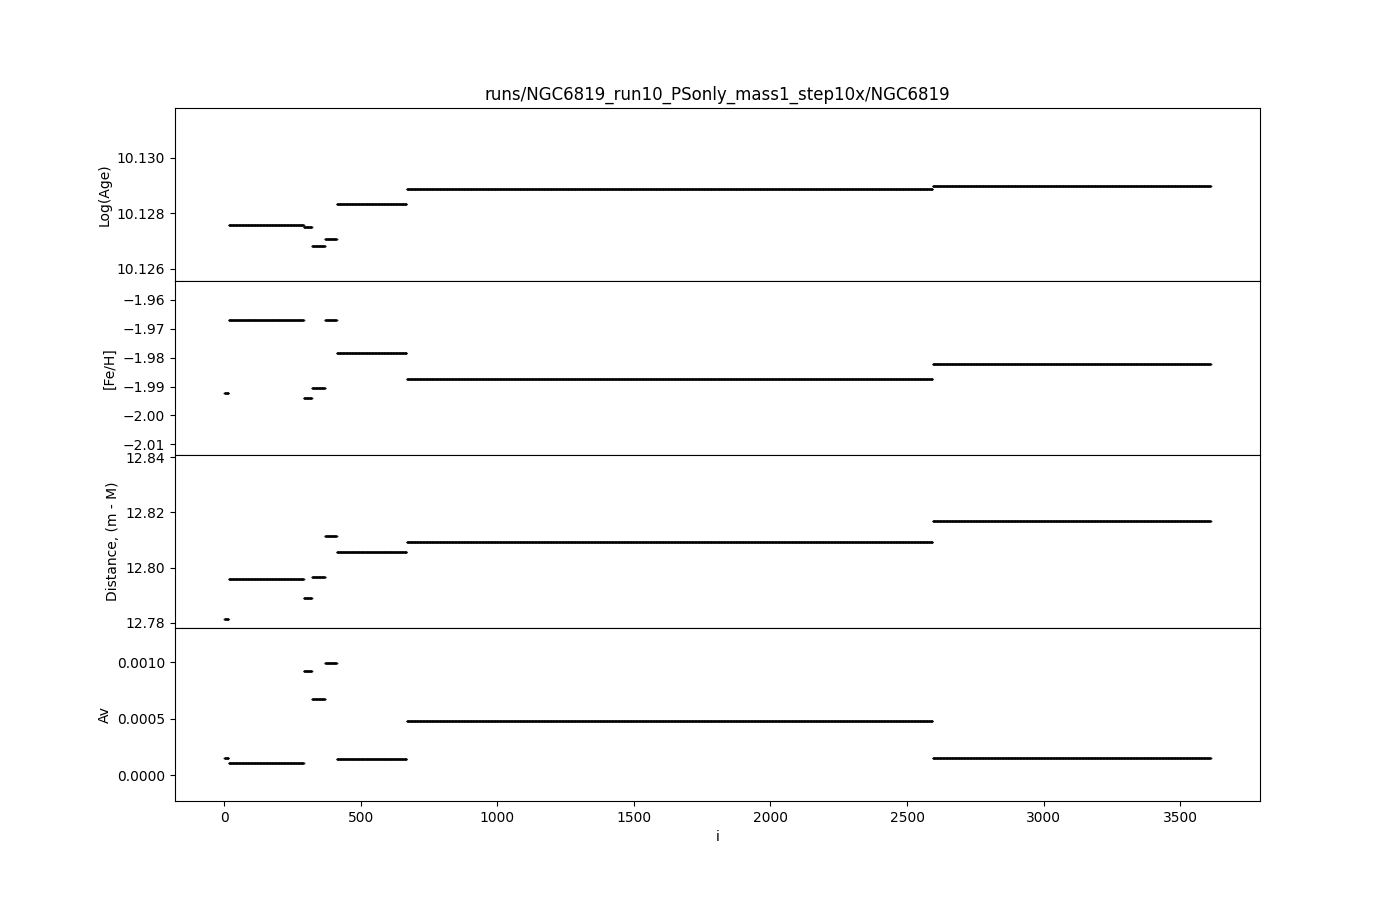 runs/NGC6819_run10_PSonly_mass1_step10x/NGC6819
10.130
10.128
10.126
Log(Age)
−1.96
−1.97
−1.98
−1.99
−2.00
−2.01
[Fe/H]
12.84
12.82
12.80
12.78
Distance, (m - M)
0.0010
0.0005
0.0000
Av
0 500 1000 1500 2000 2500 3000 3500
i